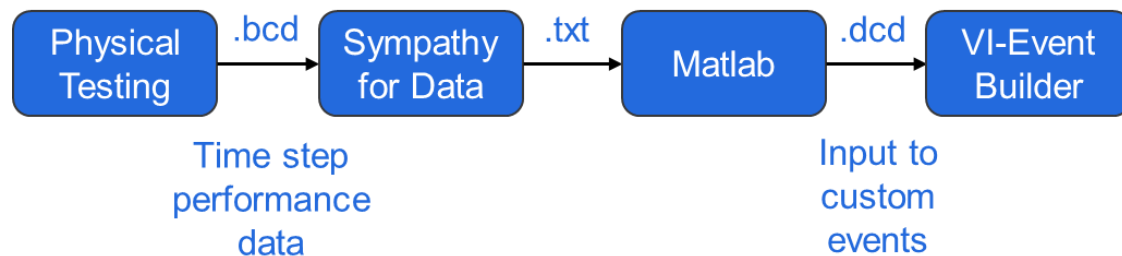 Physical
Testing
.bcd
Sympathy
for Data
.txt
Matlab
.dcd
VI-Event
Builder
Time step
performance
data
Input to
custom
events